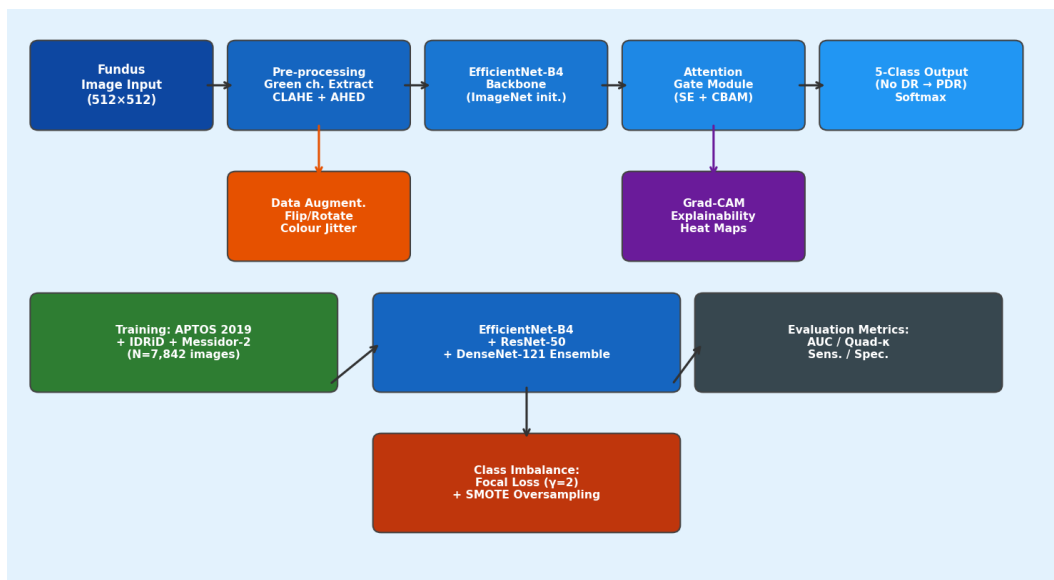 Fundus
Image Input
(512×512)
Pre-processing
Green ch. Extract
CLAHE + AHED
EfficientNet-B4
Backbone
(ImageNet init.)
Attention
Gate Module
(SE + CBAM)
5-Class Output
(No DR → PDR)
Softmax
Data Augment.
Flip/Rotate
Colour Jitter
Grad-CAM
Explainability
Heat Maps
Training: APTOS 2019
+ IDRiD + Messidor-2
(N=7,842 images)
EfficientNet-B4
+ ResNet-50
+ DenseNet-121 Ensemble
Evaluation Metrics:
AUC / Quad-κ
Sens. / Spec.
Class Imbalance:
Focal Loss (γ=2)
+ SMOTE Oversampling